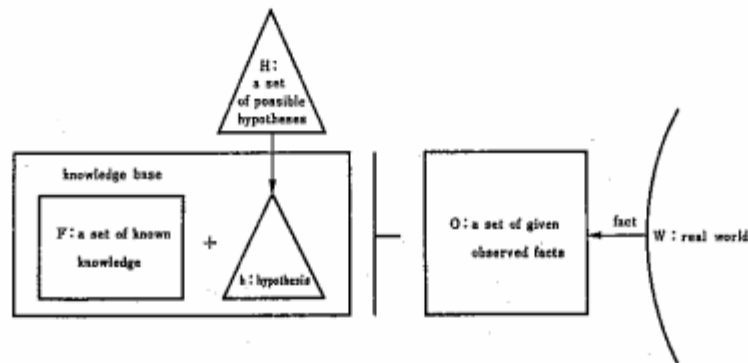 H:
a set
of possible
hypotheses
knowledge base
F: a set of known
knowledge
+
h: hypothesis
O: a set of given
observed facts
fact
W: real world